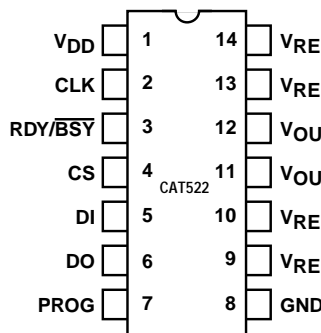 VDD 1 14 VRE
CLK 2 13 VRE
RDY/BSY 3 12 VOU
CS 4 11 VOU
CAT522
DI 5 10 VRE
DO 6 9 VRE
PROG 7 8 GND